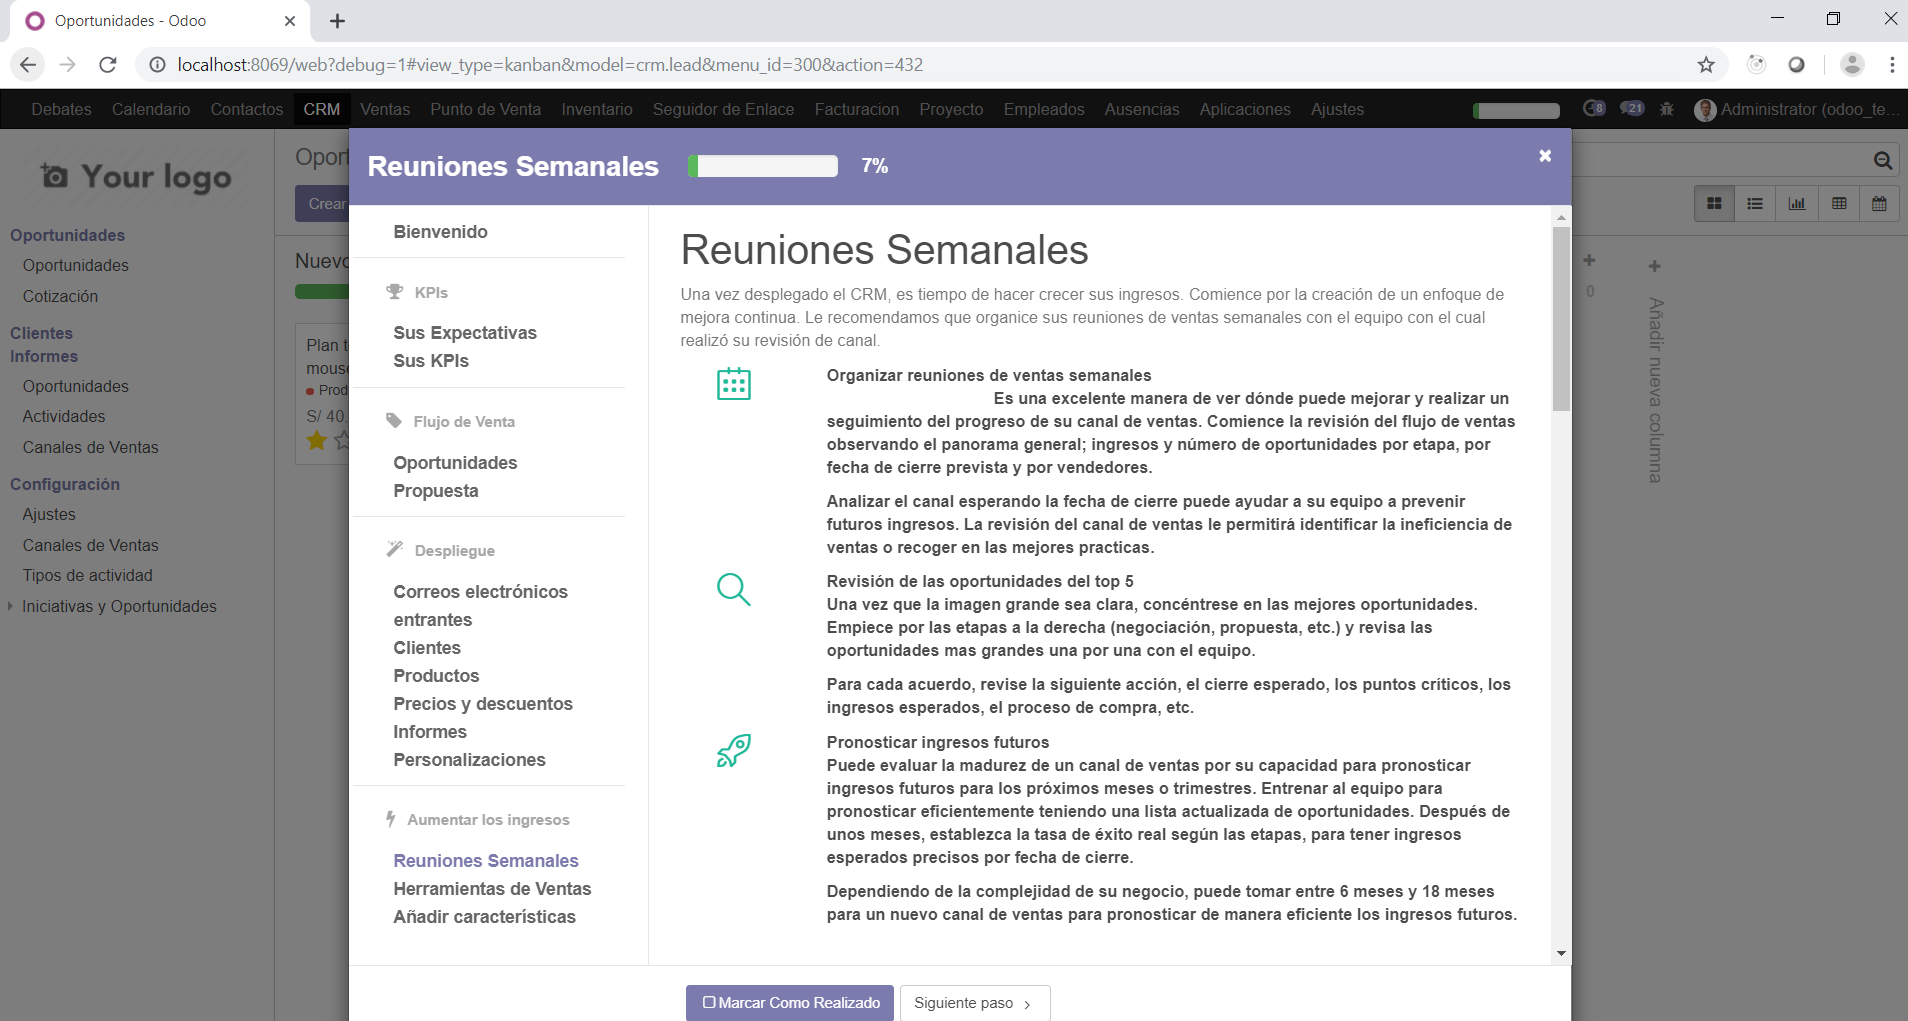 Oportunidades - Odoo
localhost:8069/web?debug=1#view_type=kanban&model=crm.lead&menu_id=300&action=432
Debates Calendario Contactos CRM Ventas Punto de Venta Inventario Seguidor de Enlace Facturacion Proyecto Empleados Ausencias Aplicaciones Ajustes 8 21 Administrator (odoo_te...
Your logo
Oportunidades
Oportunidades
Cotización
Clientes
Informes
Oportunidades
Actividades
Canales de Ventas
Configuración
Ajustes
Canales de Ventas
Tipos de actividad
Iniciativas y Oportunidades
Oport
Crear
Nuevo
Plan t
mouse
Prod
S/ 40.
Reuniones Semanales 7%
Bienvenido
KPIs
Sus Expectativas
Sus KPIs
Flujo de Venta
Oportunidades
Propuesta
Despliegue
Correos electrónicos
entrantes
Clientes
Productos
Precios y descuentos
Informes
Personalizaciones
Aumentar los ingresos
Reuniones Semanales
Herramientas de Ventas
Añadir características
Reuniones Semanales
Una vez desplegado el CRM, es tiempo de hacer crecer sus ingresos. Comience por la creación de un enfoque de
mejora continua. Le recomendamos que organice sus reuniones de ventas semanales con el equipo con el cual
realizó su revisión de canal.
Organizar reuniones de ventas semanales
Es una excelente manera de ver dónde puede mejorar y realizar un
seguimiento del progreso de su canal de ventas. Comience la revisión del flujo de ventas
observando el panorama general; ingresos y número de oportunidades por etapa, por
fecha de cierre prevista y por vendedores.
Analizar el canal esperando la fecha de cierre puede ayudar a su equipo a prevenir
futuros ingresos. La revisión del canal de ventas le permitirá identificar la ineficiencia de
ventas o recoger en las mejores practicas.
Revisión de las oportunidades del top 5
Una vez que la imagen grande sea clara, concéntrese en las mejores oportunidades.
Empiece por las etapas a la derecha (negociación, propuesta, etc.) y revisa las
oportunidades mas grandes una por una con el equipo.
Para cada acuerdo, revise la siguiente acción, el cierre esperado, los puntos críticos, los
ingresos esperados, el proceso de compra, etc.
Pronosticar ingresos futuros
Puede evaluar la madurez de un canal de ventas por su capacidad para pronosticar
ingresos futuros para los próximos meses o trimestres. Entrenar al equipo para
pronosticar eficientemente teniendo una lista actualizada de oportunidades. Después de
unos meses, establezca la tasa de éxito real según las etapas, para tener ingresos
esperados precisos por fecha de cierre.
Dependiendo de la complejidad de su negocio, puede tomar entre 6 meses y 18 meses
para un nuevo canal de ventas para pronosticar de manera eficiente los ingresos futuros.
Marcar Como Realizado
Siguiente paso
0
Añadir nueva columna